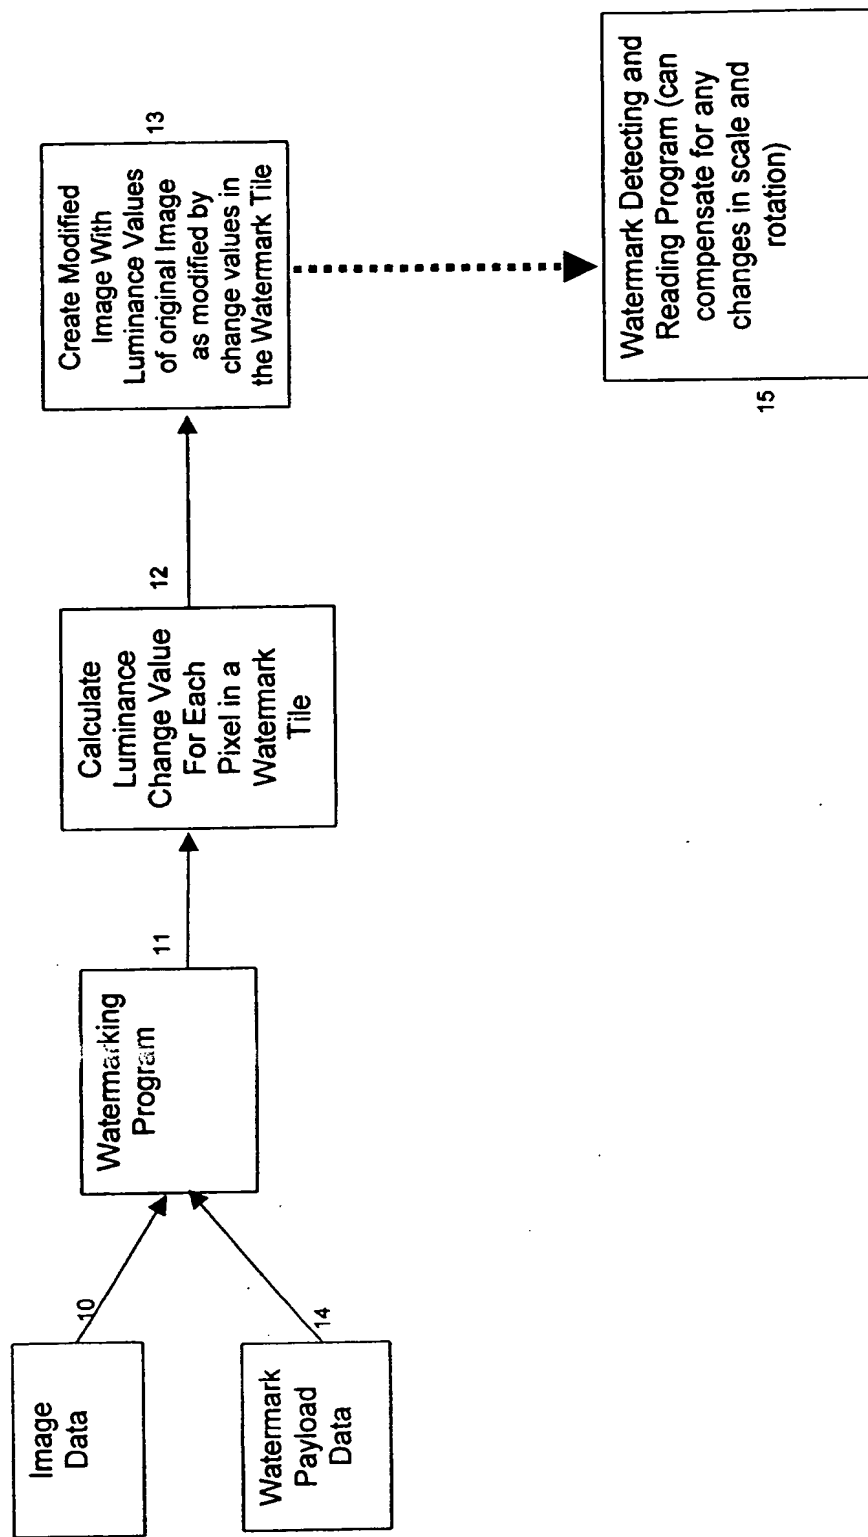 Image
Data
10
Watermark
Payload
Data
14
Watermarking
Program
11
Calculate
Luminance
Change Value
For Each
Pixel in a
Watermark
Tile
12
Create Modified
Image With
Luminance Values
of original Image
as modified by
change values in
the Watermark Tile
13
Watermark Detecting and
Reading Program (can
compensate for any
changes in scale and
rotation)
15